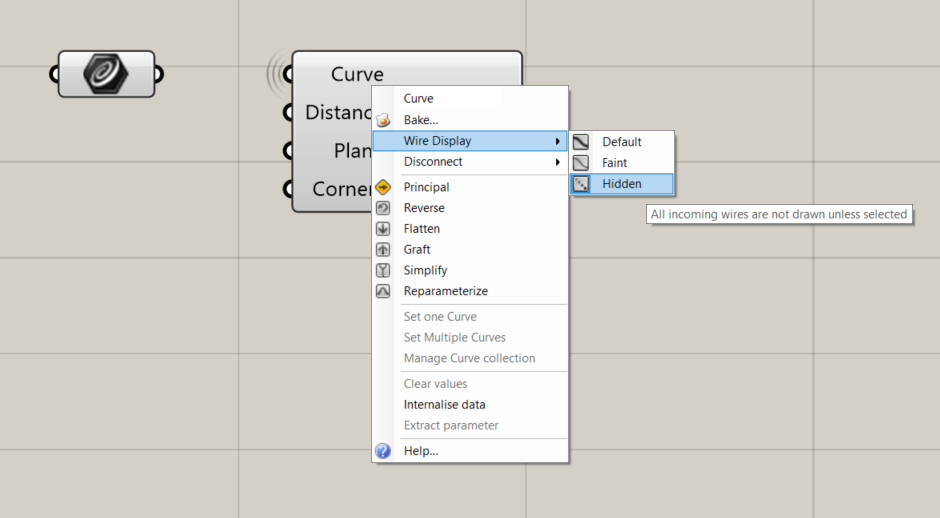 Curve
Distanc
Plan
Corner
Curve
Bake...
Wire Display
Disconnect
Principal
Reverse
Flatten
Graft
Simplify
Reparameterize
Set one Curve
Set Multiple Curves
Manage Curve collection
Clear values
Internalise data
Extract parameter
Help...
Default
Faint
Hidden
All incoming wires are not drawn unless selected